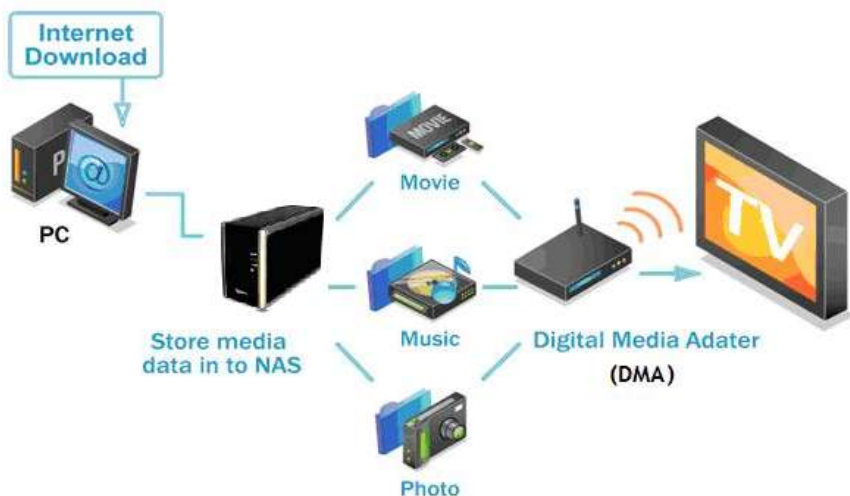 Internet
Download
P
@
PC
Store media
data in to NAS
MOVIE
Movie
Music
Photo
Digital Media Adater
(DMA)
TV